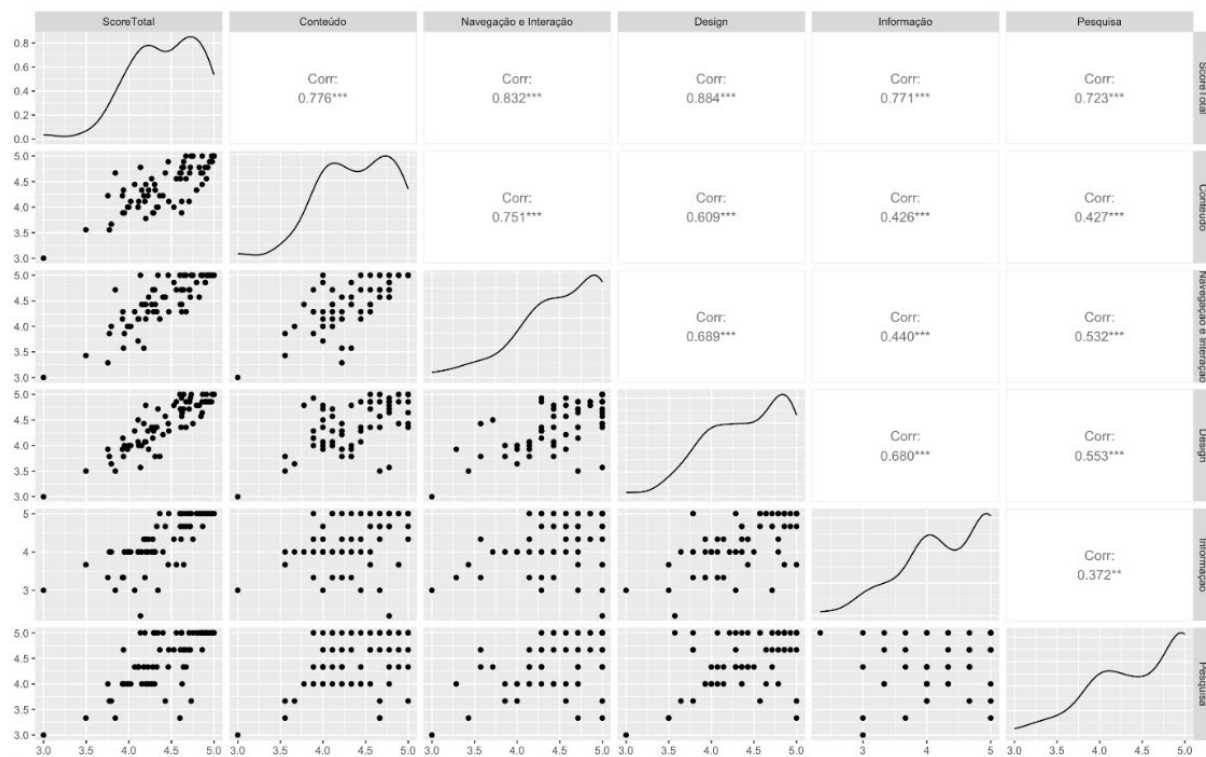 ScoreTotal Conteúdo Navegação e Interação Design Informação Pesquisa
0.8
0.6
0.4
0.2
0.0
Corr:
0.776***
Corr:
0.832***
Corr:
0.884***
Corr:
0.771***
Corr:
0.723***
ScoreTotal
5.0
4.5
4.0
3.5
3.0
Corr:
0.751***
Corr:
0.609***
Corr:
0.426***
Corr:
0.427***
Conteúdo
5.0
4.5
4.0
3.5
3.0
Corr:
0.689***
Corr:
0.440***
Corr:
0.532***
Navegação e Interação
5.0
4.5
4.0
3.5
3.0
Corr:
0.680***
Corr:
0.553***
Design
5
4
3
Corr:
0.372**
Informação
5.0
4.5
4.0
3.5
3.0
Pesquisa
3.0 3.5 4.0 4.5 5.0 3.0 3.5 4.0 4.5 5.0 3.0 3.5 4.0 4.5 5.0 3.0 3.5 4.0 4.5 5.0 3 4 5 3.0 3.5 4.0 4.5 5.0